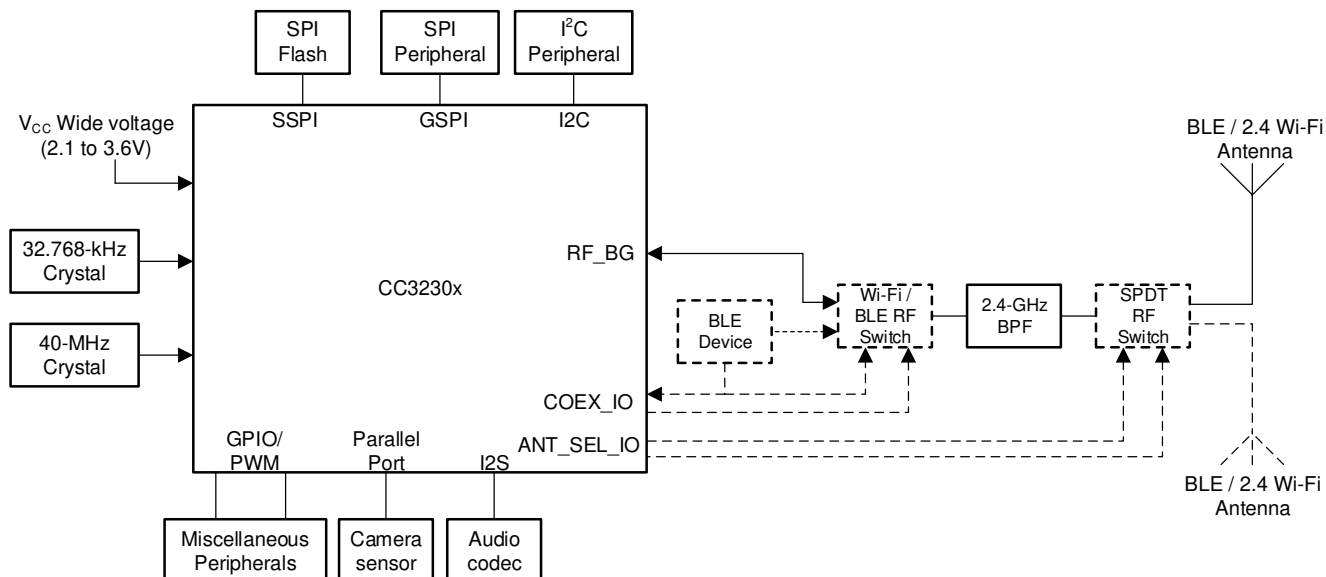 SPI
Flash
SPI
Peripheral
I²C
Peripheral
SSPI
GSPI
I2C
VCC Wide voltage
(2.1 to 3.6V)
BLE / 2.4 Wi-Fi
Antenna
32.768-kHz
Crystal
RF_BG
CC3230x
Wi-Fi /
BLE RF
Switch
2.4-GHz
BPF
SPDT
RF
Switch
BLE
Device
40-MHz
Crystal
COEX_IO
ANT_SEL_IO
GPIO/
PWM
Parallel
Port
I2S
BLE / 2.4 Wi-Fi
Antenna
Miscellaneous
Peripherals
Camera
sensor
Audio
codec